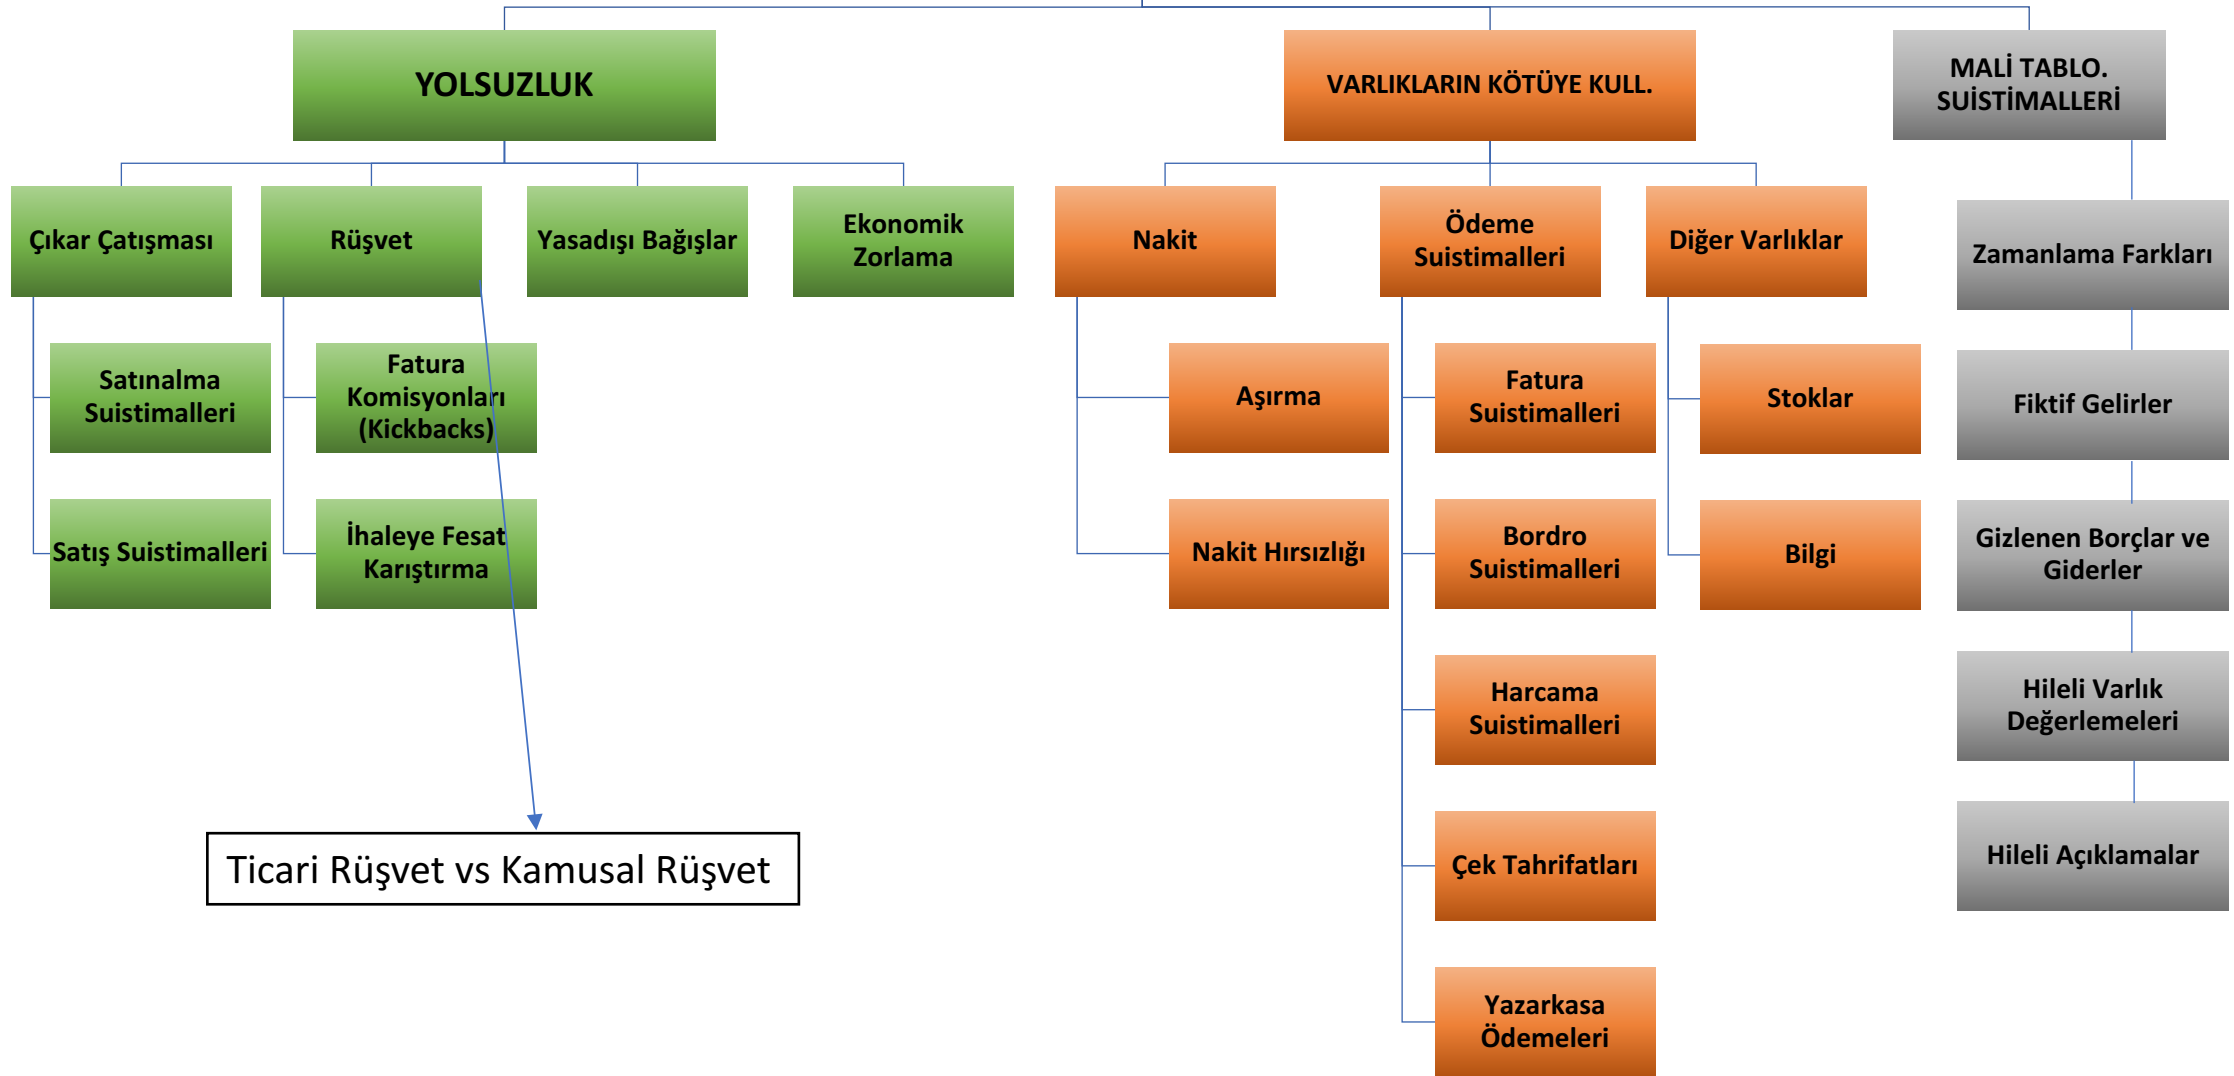 YOLSUZLUK
VARLIKLARIN KÖTÜYE KULL.
MALİ TABLO.
SUİSTİMALLERİ
Çıkar Çatışması
Rüşvet
Yasadışı Bağışlar
Ekonomik
Zorlama
Nakit
Ödeme
Suistimalleri
Diğer Varlıklar
Zamanlama Farkları
Satınalma
Suistimalleri
Fatura
Komisyonları
(Kickbacks)
Aşırma
Fatura
Suistimalleri
Stoklar
Fiktif Gelirler
Satış Suistimalleri
İhaleye Fesat
Karıştırma
Nakit Hırsızlığı
Bordro
Suistimalleri
Bilgi
Gizlenen Borçlar ve
Giderler
Harcama
Suistimalleri
Hileli Varlık
Değerlemeleri
Ticari Rüşvet vs Kamusal Rüşvet
Çek Tahrifatları
Hileli Açıklamalar
Yazarkasa
Ödemeleri